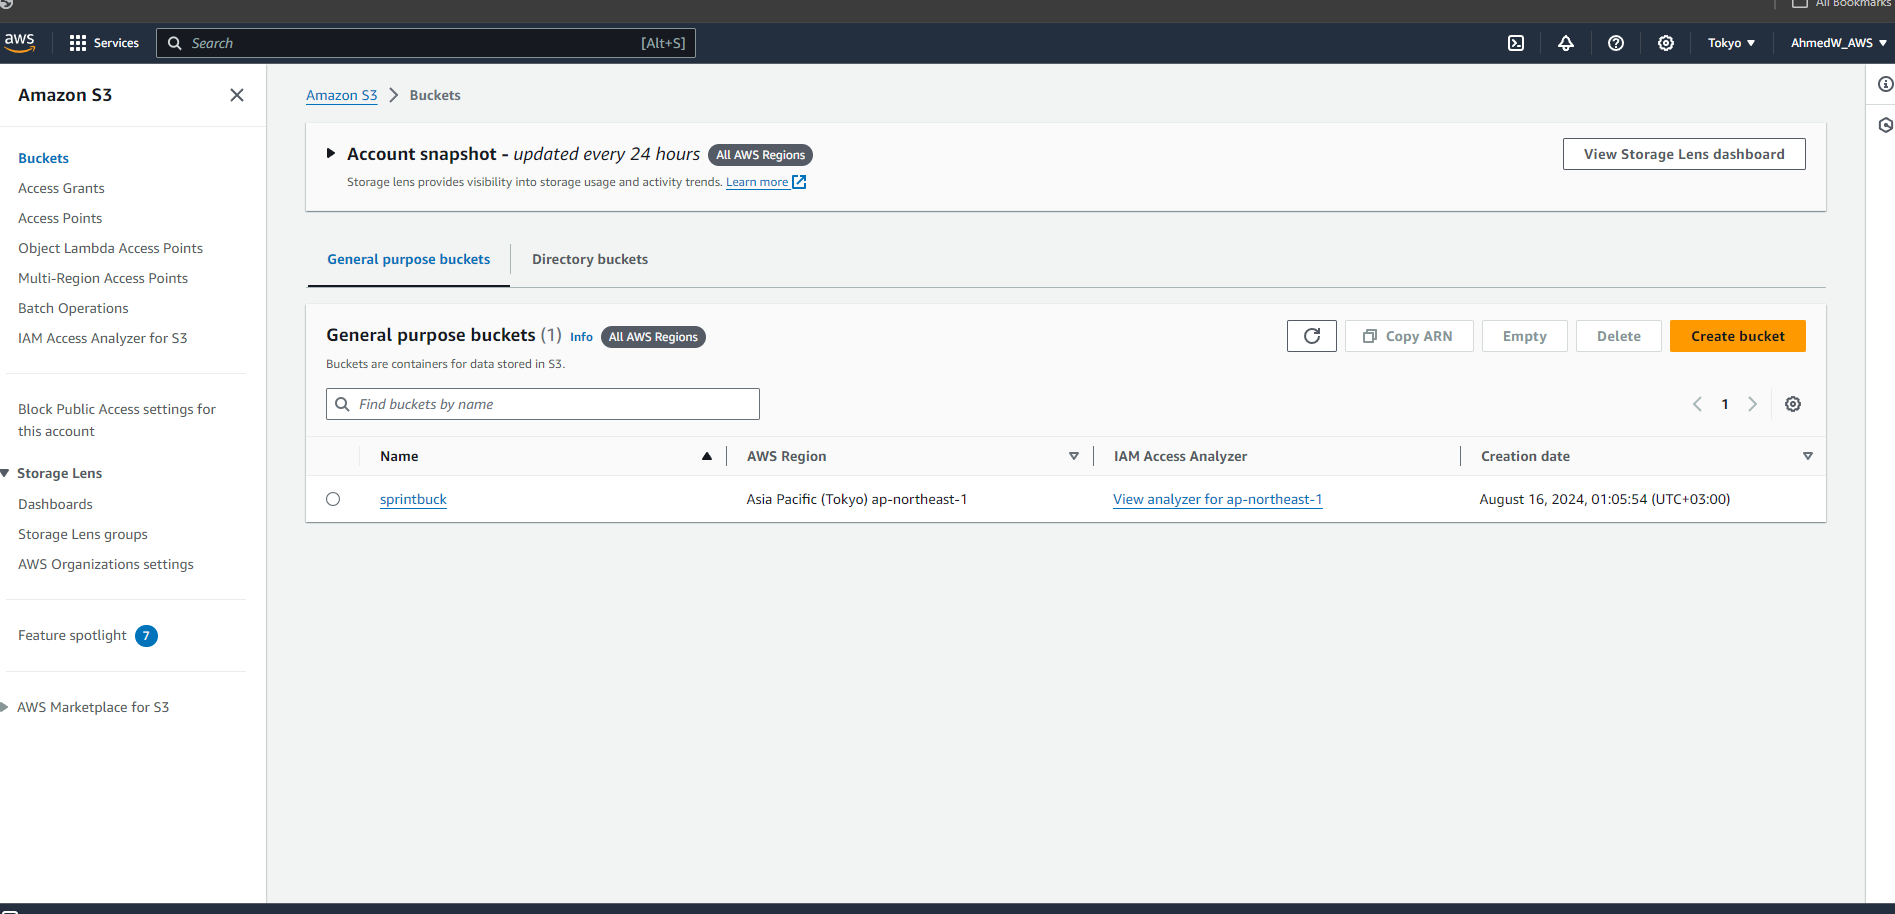 All Bookmarks
aws
Services
Search
[Alt+S]
Tokyo
AhmedW_AWS
Amazon S3
Buckets
Access Grants
Access Points
Object Lambda Access Points
Multi-Region Access Points
Batch Operations
IAM Access Analyzer for S3
Block Public Access settings for
this account
Storage Lens
Dashboards
Storage Lens groups
AWS Organizations settings
Feature spotlight 7
AWS Marketplace for S3
Amazon S3 Buckets
Account snapshot - updated every 24 hours All AWS Regions
Storage lens provides visibility into storage usage and activity trends. Learn more
View Storage Lens dashboard
General purpose buckets
Directory buckets
General purpose buckets (1) Info All AWS Regions
Buckets are containers for data stored in S3.
Copy ARN
Empty
Delete
Create bucket
Find buckets by name
1
Name AWS Region IAM Access Analyzer Creation date
sprintbuck Asia Pacific (Tokyo) ap-northeast-1 View analyzer for ap-northeast-1 August 16, 2024, 01:05:54 (UTC+03:00)